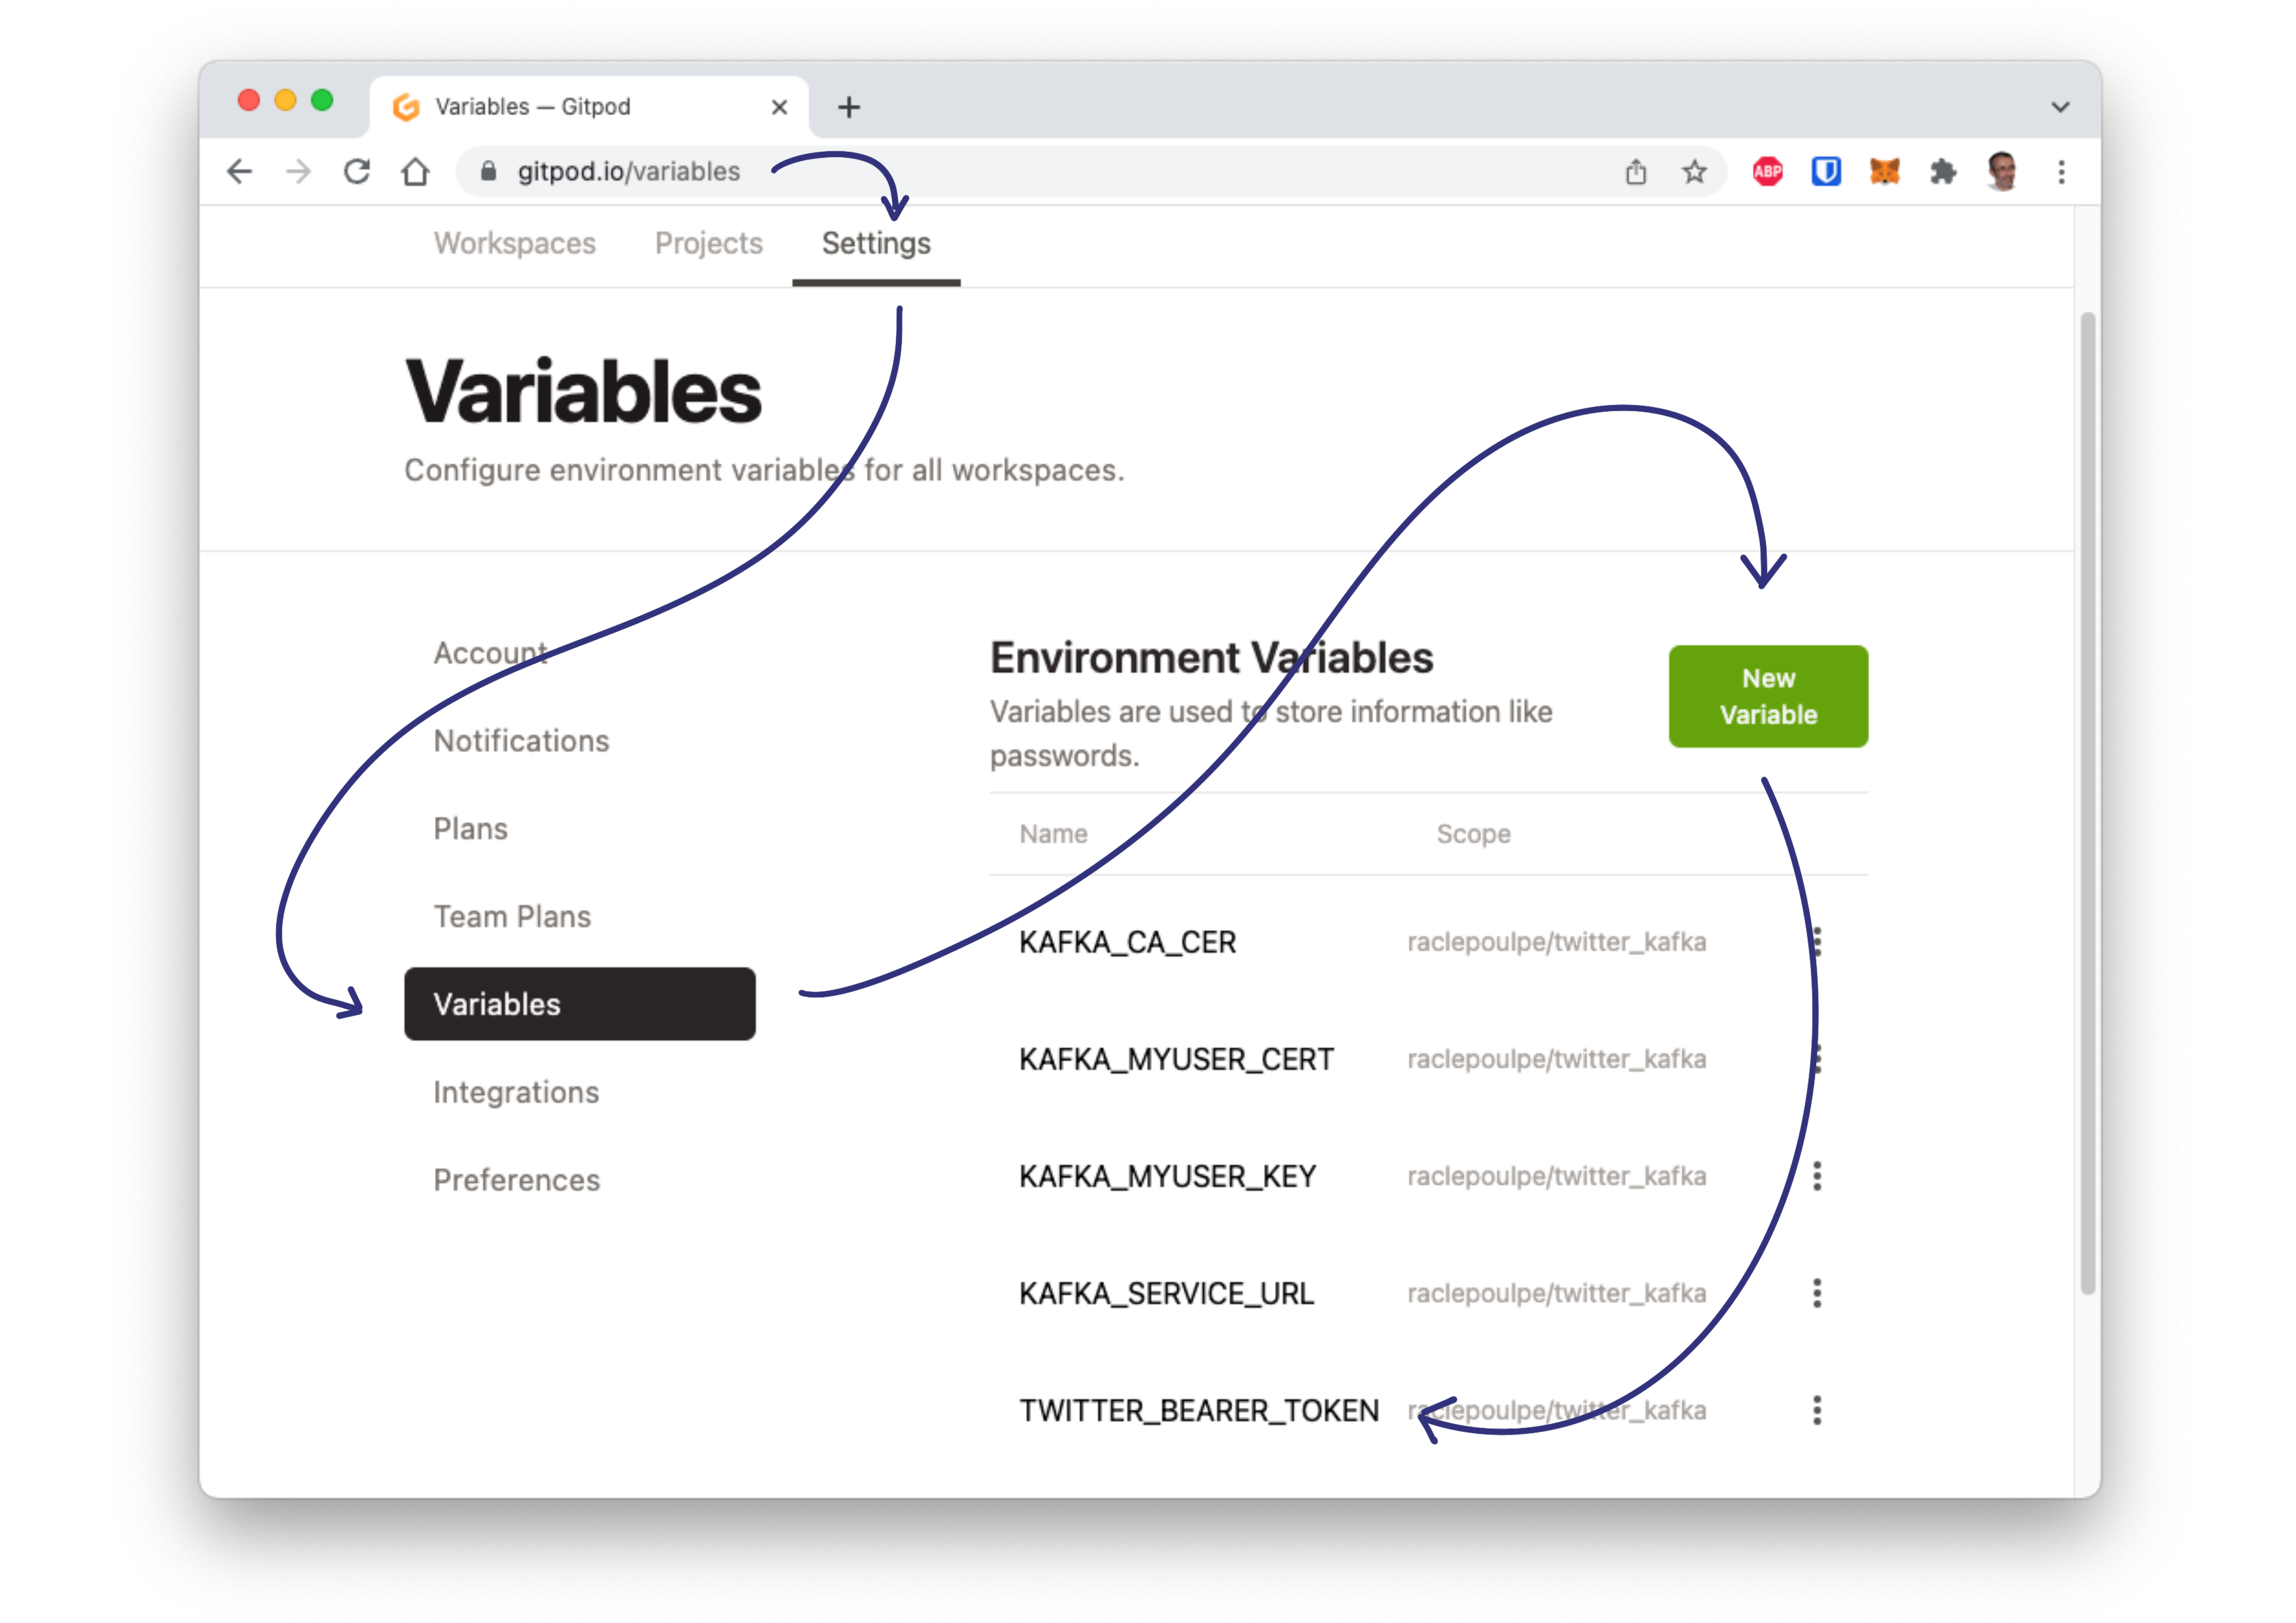 Variables — Gitpod
gitpod.io/variables
ABP
Workspaces Projects Settings
Variables
Configure environment variables for all workspaces.
Account
Notifications
Plans
Team Plans
Variables
Integrations
Preferences
Environment Variables
Variables are used to store information like
passwords.
New
Variable
Name Scope
KAFKA_CA_CER raclepoulpe/twitter_kafka
KAFKA_MYUSER_CERT raclepoulpe/twitter_kafka
KAFKA_MYUSER_KEY raclepoulpe/twitter_kafka
KAFKA_SERVICE_URL raclepoulpe/twitter_kafka
TWITTER_BEARER_TOKEN raclepoulpe/twitter_kafka